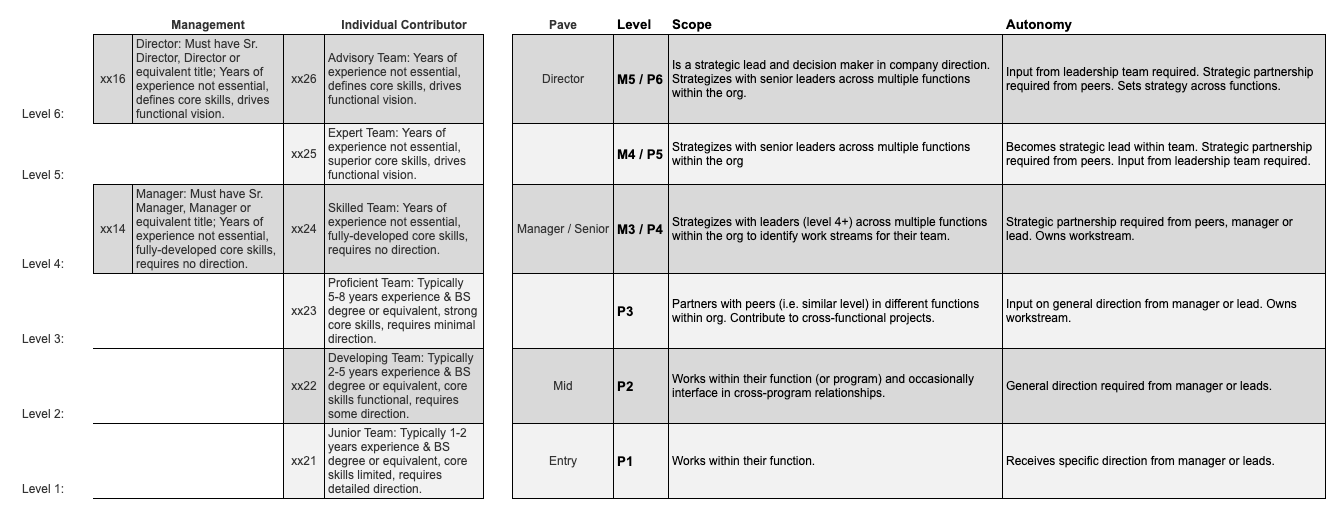 Management
Individual Contributor
Pave
Level
Scope
Autonomy
Level 6:
xx16
Director: Must have Sr.
Director, Director or
equivalent title; Years of
experience not essential,
defines core skills, drives
functional vision.
xx26
Advisory Team: Years of
experience not essential,
defines core skills, drives
functional vision.
Director
M5 / P6
Is a strategic lead and decision maker in company direction.
Strategizes with senior leaders across multiple functions
within the org.
Input from leadership team required. Strategic partnership
required from peers. Sets strategy across functions.
Level 5:
xx25
Expert Team: Years of
experience not essential,
superior core skills, drives
functional vision.
M4 / P5
Strategizes with senior leaders across multiple functions
within the org
Becomes strategic lead within team. Strategic partnership
required from peers. Input from leadership team required.
Level 4:
xx14
Manager: Must have Sr.
Manager, Manager or
equivalent title; Years of
experience not essential,
fully-developed core skills,
requires no direction.
xx24
Skilled Team: Years of
experience not essential,
fully-developed core skills,
requires no direction.
Manager / Senior
M3 / P4
Strategizes with leaders (level 4+) across multiple functions
within the org to identify work streams for their team.
Strategic partnership required from peers, manager or
lead. Owns workstream.
Level 3:
xx23
Proficient Team: Typically
5-8 years experience & BS
degree or equivalent, strong
core skills, requires minimal
direction.
P3
Partners with peers (i.e. similar level) in different functions
within org. Contribute to cross-functional projects.
Input on general direction from manager or lead. Owns
workstream.
Level 2:
xx22
Developing Team: Typically
2-5 years experience & BS
degree or equivalent, core
skills functional, requires
some direction.
Mid
P2
Works within their function (or program) and occasionally
interface in cross-program relationships.
General direction required from manager or leads.
Level 1:
xx21
Junior Team: Typically 1-2
years experience & BS
degree or equivalent, core
skills limited, requires
detailed direction.
Entry
P1
Works within their function.
Receives specific direction from manager or leads.